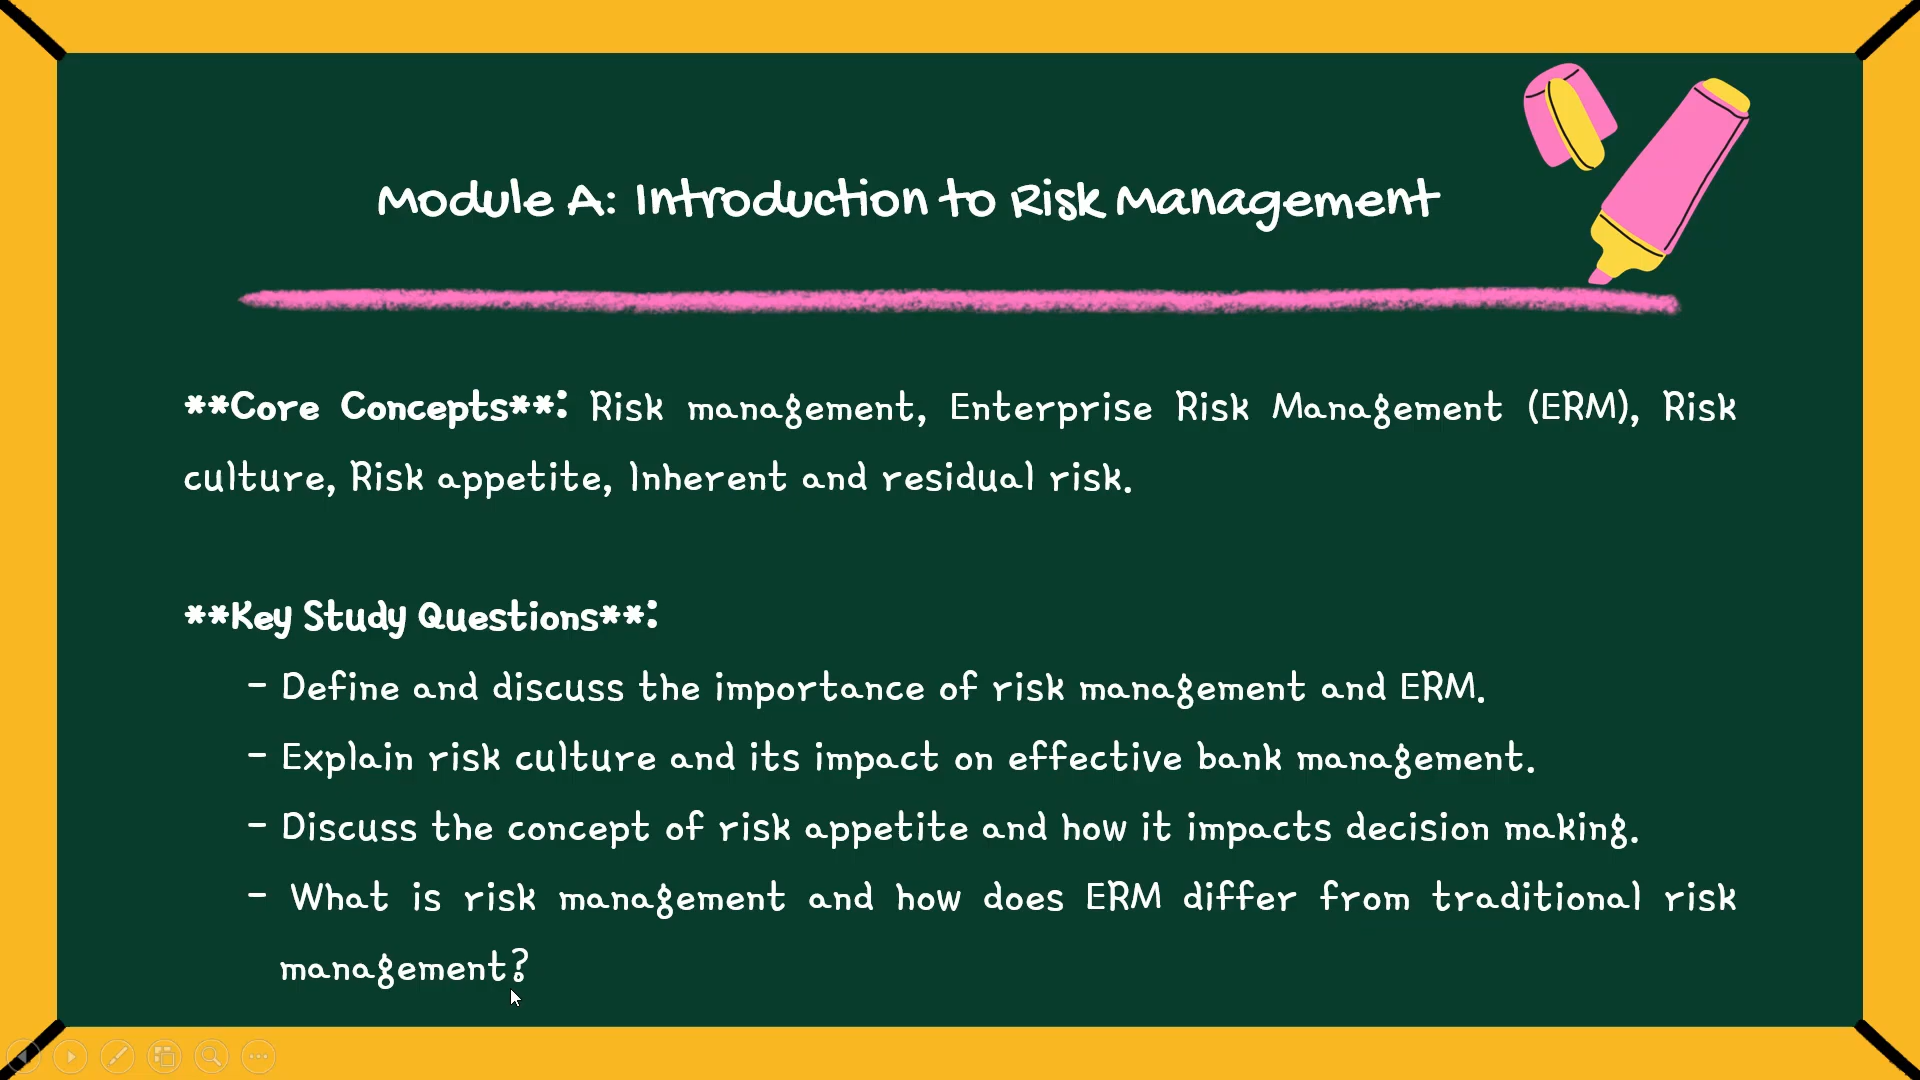 Module A: Introduction to Risk Management
**Core Concepts**: Risk management, Enterprise Risk Management (ERM), Risk
culture, Risk appetite, Inherent and residual risk.
**Key Study Questions**:
- Define and discuss the importance of risk management and ERM.
- Explain risk culture and its impact on effective bank management.
- Discuss the concept of risk appetite and how it impacts decision making.
- What is risk management and how does ERM differ from traditional risk
management?